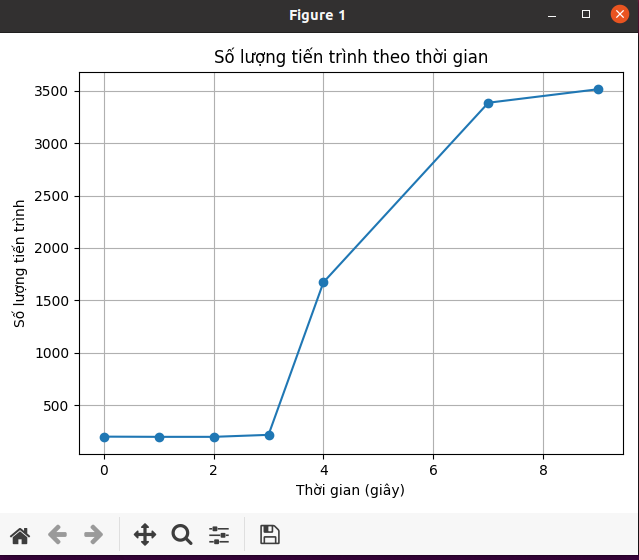 Figure 1
Số lượng tiến trình theo thời gian
3500
3000
2500
2000
1500
1000
500
Số lượng tiến trình
0 2 4 6 8
Thời gian (giây)